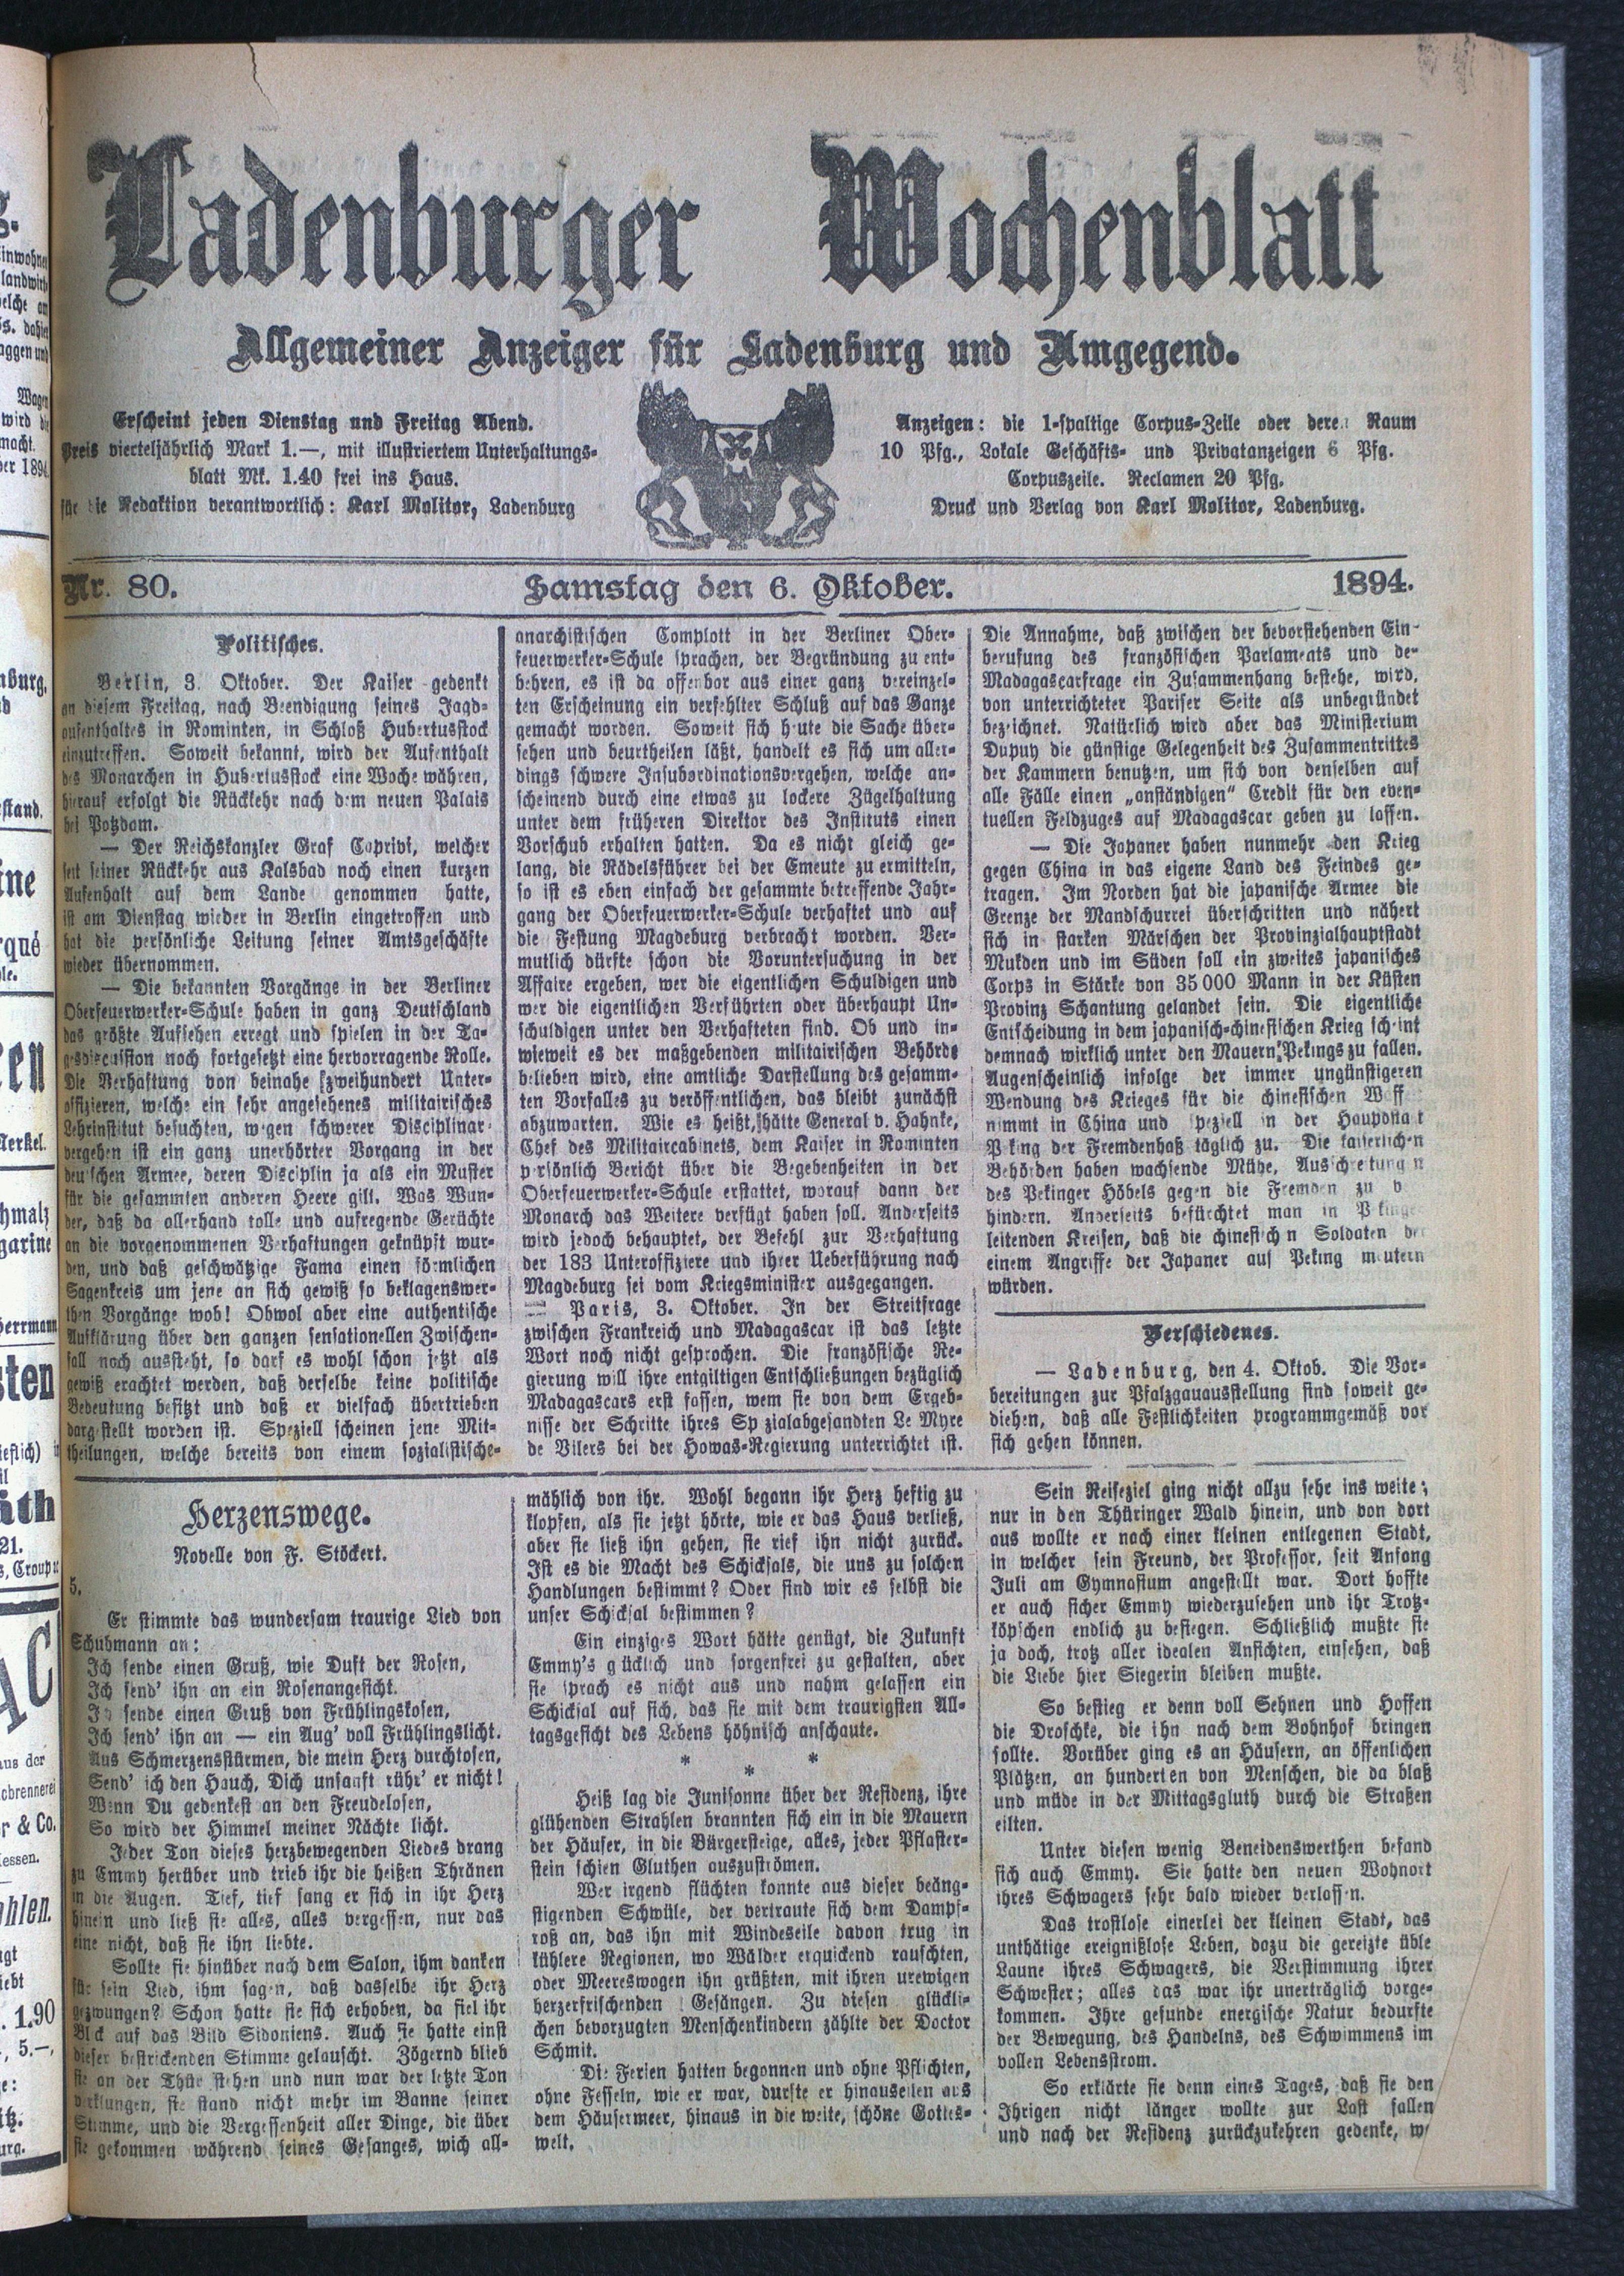 Ladenburger Wochenblatt
Allgemeiner Anzeiger für Ladenburg und Umgegend.
Erscheint jeden Dienstag und Freitag Abend.
Preis vierteljährlich Mark 1.—, mit illustriertem Unterhaltungs-
blatt Mk. 1.40 frei ins Haus.
für die Redaktion verantwortlich: Karl Molitor, Ladenburg
Anzeigen: die 1-spaltige Corpus-Zeile oder deren Raum
10 Pfg., Lokale Geschäfts- und Privatanzeigen 6 Pfg.
Corpuszeile. Reclamen 20 Pfg.
Druck und Verlag von Karl Molitor, Ladenburg.
Nr. 80.
Samstag den 6. Oktober.
1894.
Politisches.
Berlin, 3. Oktober. Der Kaiser gedenkt
an diesem Freitag, nach Beendigung seines Jagd-
aufenthaltes in Rominten, in Schloß Hubertusstock
einzutreffen. Soweit bekannt, wird der Aufenthalt
des Monarchen in Hubertusstock eine Woche währen,
hierauf erfolgt die Rückkehr nach dem neuen Palais
bei Potzdam.
— Der Reichskanzler Graf Caprivi, welcher
seit seiner Rückkehr aus Kalsbad noch einen kurzen
Aufenhalt auf dem Lande genommen hatte,
ist am Dienstag wieder in Berlin eingetroffen und
hat die persönliche Leitung seiner Amtsgeschäfte
wieder übernommen.
— Die bekannten Vorgänge in der Berliner
Oberfeuerwerker-Schule haben in ganz Deutschland
das größte Aufsehen erregt und spielen in der Ta-
gesdiscussion noch fortgesetzt eine hervorragende Rolle.
Die Verhaftung von beinahe zweihundert Unter-
offizieren, welche ein sehr angesehenes militairisches
Lehrinstitut besuchten, wegen schwerer Disciplinar-
vergehen ist ein ganz unerhörter Vorgang in der
deutschen Armee, deren Disciplin ja als ein Muster
für die gesammten anderen Heere gilt. Was Wun-
der, daß da allerhand tolle und aufregende Gerüchte
an die vorgenommenen Verhaftungen geknüpft wur-
den, und daß geschwätzige Fama einen förmlichen
Sagenkreis um jene an sich gewiß so beklagenswer-
then Vorgänge wob! Obwol aber eine authentische
Aufklärung über den ganzen sensationellen Zwischen-
fall noch aussteht, so darf es wohl schon jetzt als
gewiß erachtet werden, daß derselbe keine politische
Bedeutung besitzt und daß er vielfach übertrieben
dargestellt worden ist. Speziell scheinen jene Mit-
theilungen, welche bereits von einem sozialistische-
anarchistischen Complott in der Berliner Ober-
feuerwerker-Schule sprachen, der Begründung zu ent-
behren, es ist da offenbar aus einer ganz vereinzel-
ten Erscheinung ein verfehlter Schluß auf das Ganze
gemacht worden. Soweit sich heute die Sache über-
sehen und beurtheilen läßt, handelt es sich um aller-
dings schwere Insubordinationsvergehen, welche an-
scheinend durch eine etwas zu lockere Zügelhaltung
unter dem früheren Direktor des Instituts einen
Vorschub erhalten hatten. Da es nicht gleich ge-
lang, die Rädelsführer bei der Emeute zu ermitteln,
so ist es eben einfach der gesammte betreffende Jahr-
gang der Oberfeuerwerker-Schule verhaftet und auf
die Festung Magdeburg verbracht worden. Ver-
mutlich dürfte schon die Voruntersuchung in der
Affaire ergeben, wer die eigentlichen Schuldigen und
wer die eigentlichen Verführten oder überhaupt Un-
schuldigen unter den Verhafteten find. Ob und in-
wieweit es der maßgebenden militairischen Behörde
belieben wird, eine amtliche Darstellung des gesamm-
ten Vorfalles zu veröffentlichen, das bleibt zunächst
abzuwarten. Wie es heißt, hätte General v. Hahnke,
Chef des Militaircabinets, dem Kaiser in Rominten
persönlich Bericht über die Begebenheiten in der
Oberfeuerwerker-Schule erstattet, worauf dann der
Monarch das Weitere verfügt haben soll. Anderseits
wird jedoch behauptet, der Befehl zur Verhaftung
der 183 Unteroffiziere und ihrer Ueberführung nach
Magdeburg sei vom Kriegsminister ausgegangen.
— Paris, 3. Oktober. In der Streitfrage
zwischen Frankreich und Madagascar ist das letzte
Wort noch nicht gesprochen. Die französische Re-
gierung will ihre entgiltigen Entschließungen bezüglich
Madagascars erst fassen, wem sie von dem Ergeb-
nisse der Schritte ihres Spezialabgesandten Le Myre
de Vilers bei der Howas-Regierung unterrichtet ist.
Die Annahme, daß zwischen der bevorstehenden Ein-
berufung des französischen Parlaments und de-
Madagascarfrage ein Zusammenhang bestehe, wird,
von unterrichteter Pariser Seite als unbegründet
bezeichnet. Natürlich wird aber das Ministerium
Dupuy die günstige Gelegenheit des Zusammentrittes
der Kammern benutzen, um sich von denselben auf
alle Fälle einen „anständigen“ Credit für den even-
tuellen Feldzuges auf Madagascar geben zu lassen.
— Die Japaner haben nunmehr den Krieg
gegen China in das eigene Land des Feindes ge-
tragen. Im Norden hat die japanische Armee die
Grenze der Mandschurrei überschritten und nähert
sich in starken Märschen der Provinzialhauptstadt
Mukden und im Süden soll ein zweites japanisches
Corps in Stärke von 35000 Mann in der Küsten
Provinz Schantung gelandet sein. Die eigentliche
Entscheidung in dem japanisch-chinesischen Krieg scheint
demnach wirklich unter den Mauern Pekings zu fallen.
Augenscheinlich infolge der immer ungünstigeren
Wendung des Krieges für die chinesischen Waff
nimmt in China und speziell in der
Peking der Fremdenhaß täglich zu. Die kaiserlichen
Behörden haben wachsende Mühe, Ausschreitungen
des Pekinger Höbels gegen die Fremden zu
hindern. Anderseits befürchtet man in Pekinger
leitenden Kreisen, daß die chinesischen Soldaten
einem Angriffe der Japaner auf Peking meutern
würden.
Verschiedenes.
— Ladenburg, den 4. Oktob. Die Vor-
bereitungen zur Pfalzgauausstellung sind soweit ge-
diehen, daß alle Festlichkeiten programmgemäß vor
sich gehen können.
Herzenswege.
Novelle von F. Stöckert.
5.
Er stimmte das wundersam traurige Lied von
Schubmann an:
Ich sende einen Gruß, wie Duft der Rosen,
Ich send' ihn an ein Rosenangesicht.
Ich sende einen Gruß von Frühlingskosen,
Ich send' ihn an — ein Aug' voll Frühlingslicht.
Aus Schmerzensstürmen, die mein Herz durchtosen,
Send' ich den Hauch, Dich unsanft rühr' er nicht!
Wenn Du gedenkest an den Freudelosen,
So wird der Himmel meiner Nächte licht.
Jeder Ton dieses herzbewegenden Liedes drang
zu Emmy herüber und trieb ihr die heißen Thränen
in die Augen. Tief, tief sang er sich in ihr Herz
hinein und ließ sie alles, alles vergessen, nur das
eine nicht, daß sie ihn liebte.
Sollte sie hinüber nach dem Salon, ihm danken
für sein Lied, ihm sagen, daß dasselbe ihr Herz
gezwungen? Schon hatte sie sich erhoben, da fiel ihr
Blick auf das Bild Sidoniens. Auch sie hatte einst
dieser bestrickenden Stimme gelauscht. Zögernd blieb
sie an der Thür stehen und nun war der letzte Ton
verklungen, sie stand nicht mehr im Banne seiner
Stimme, und die Vergessenheit aller Dinge, die über
sie gekommen während seines Gesanges, wich all-
mählich von ihr. Wohl begann ihr Herz heftig zu
klopfen, als sie jetzt hörte, wie er das Haus verließ,
aber sie ließ ihn gehen, sie rief ihn nicht zurück.
Ist es die Macht des Schicksals, die uns zu solchen
Handlungen bestimmt? Oder sind wir es selbst die
unser Schicksal bestimmen?
Ein einziges Wort hätte genügt, die Zukunft
Emmy's glücklich und sorgenfrei zu gestalten, aber
sie sprach es nicht aus und nahm gelassen ein
Schicksal auf sich, das sie mit dem traurigsten All-
tagsgesicht des Lebens höhnisch anschaute.
* * *
Heiß lag die Junisonne über der Residenz, ihre
glühenden Strahlen brannten sich ein in die Mauern
der Häuser, in die Bürgersteige, alles, jeder Pflaster-
stein schien Gluthen auszuströmen.
Wer irgend flüchten konnte aus dieser beäng-
stigenden Schwüle, der vertraute sich dem Dampf-
roß an, das ihn mit Windeseile davon trug in
kühlere Regionen, wo Wälder erquickend rauschten,
oder Meereswogen ihn grüßten, mit ihren urewigen
herzerfrischenden Gesängen. Zu diesen glückli-
chen bevorzugten Menschenkindern zählte der Doctor
Schmit.
Die Ferien hatten begonnen und ohne Pflichten,
ohne Fesseln, wie er war, durfte er hinauseilen aus
dem Häusermeer, hinaus in die weite, schöne Gottes-
welt.
Sein Reiseziel ging nicht allzu sehr ins weite;
nur in den Thüringer Wald hinein, und von dort
aus wollte er nach einer kleinen entlegenen Stadt,
in welcher sein Freund, der Professor, seit Anfang
Juli am Gymnasium angestellt war. Dort hoffte
er auch sicher Emmy wiederzusehen und ihr Trotz-
köpfchen endlich zu besiegen. Schließlich mußte sie
ja doch, trotz aller idealen Ansichten, einsehen, daß
die Liebe hier Siegerin bleiben mußte.
So bestieg er denn voll Sehnen und Hoffen
die Droschke, die ihn nach dem Bohnhof bringen
sollte. Vorüber ging es an Häusern, an öffentlichen
Plätzen, an hunderten von Menschen, die da blaß
und müde in der Mittagsgluth durch die Straßen
eilten.
Unter diesen wenig Beneidenswerthen befand
sich auch Emmy. Sie hatte den neuen Wohnort
ihres Schwagers sehr bald wieder verlassen.
Das trostlose einerlei der kleinen Stadt, das
unthätige ereignißlose Leben, dazu die gereizte üble
Laune ihres Schwagers, die Verstimmung ihrer
Schwester; alles das war ihr unerträglich vorge-
kommen. Ihre gesunde energische Natur bedurfte
der Bewegung, des Handelns, des Schwimmens im
vollen Lebensstrom.
So erklärte sie denn eines Tages, daß sie den
Ihrigen nicht länger wollte zur Last fallen
und nach der Residenz zurückzukehren gedenke,